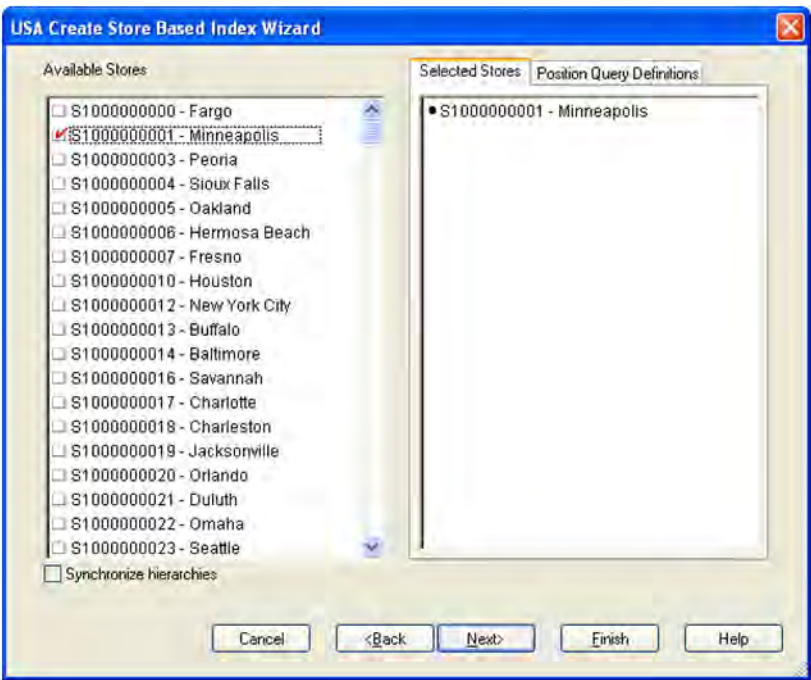 USA Create Store Based Index Wizard
Available Stores
S1000000000 - Fargo
S1000000001 - Minneapolis
S1000000003 - Peoria
S1000000004 - Sioux Falls
S1000000005 - Oakland
S1000000006 - Hermosa Beach
S1000000007 - Fresno
S1000000010 - Houston
S1000000012 - New York City
S1000000013 - Buffalo
S1000000014 - Baltimore
S1000000016 - Savannah
S1000000017 - Charlotte
S1000000018 - Charleston
S1000000019 - Jacksonville
S1000000020 - Orlando
S1000000021 - Duluth
S1000000022 - Omaha
S1000000023 - Seattle
Synchronize hierarchies
Selected Stores Position Query Definitions
S1000000001 - Minneapolis
Cancel <Back Next> Finish Help